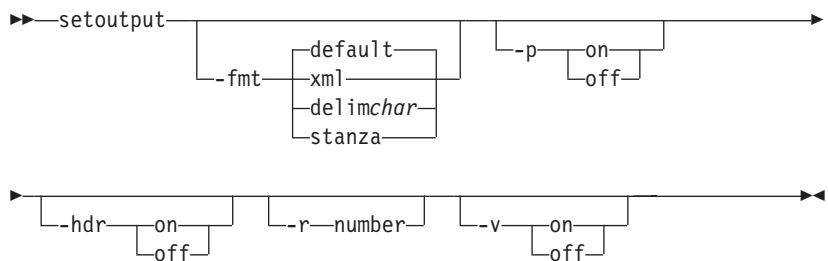 setoutput
default
-fmt xml
delimchar
stanza
-p on
off
-hdr on
off
-r number
-v on
off